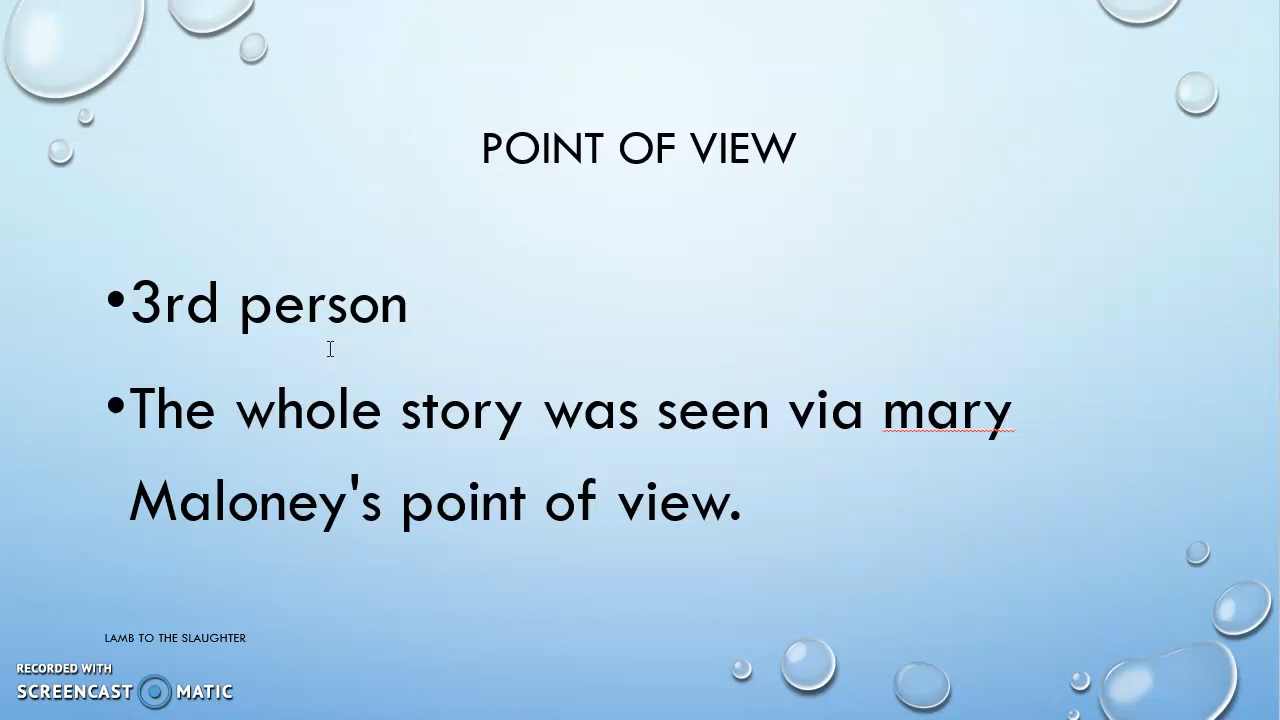 POINT OF VIEW
•3rd person
•The whole story was seen via mary
Maloney's point of view.
LAMB TO THE SLAUGHTER
RECORDED WITH
SCREENCAST MATIC